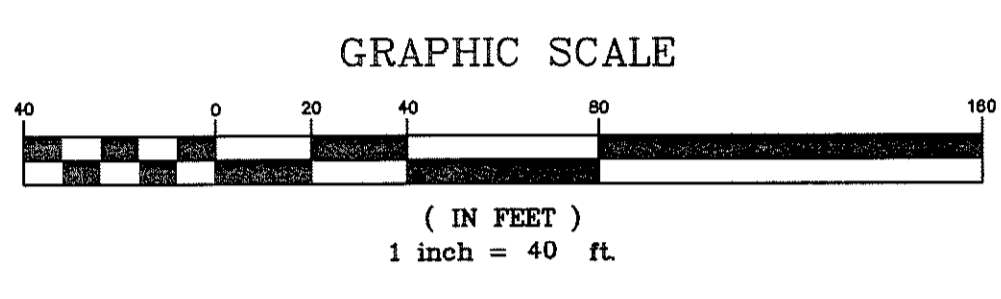 GRAPHIC SCALE
40 0 20 40 80 160
( IN FEET )
1 inch = 40 ft.